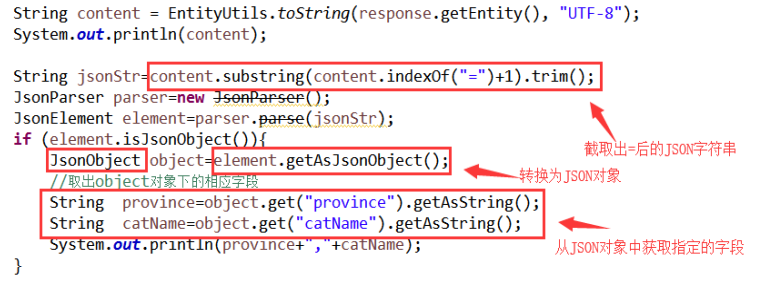 String content = EntityUtils.toString(response.getEntity(), "UTF-8");
System.out.println(content);
String jsonStr=content.substring(content.indexOf("=")+1).trim();
JsonParser parser=new JsonParser();
JsonElement element=parser.parse(jsonStr);
截取出=后的JSON字符串
if (element.isJsonObject()){
JsonObject object=element.getAsJsonObject();
转换为JSON对象
//取出object对象下的相应字段
String  province=object.get("province").getAsString();
String  catName=object.get("catName").getAsString();
System.out.println(province+","+catName);
从JSON对象中获取指定的字段
}